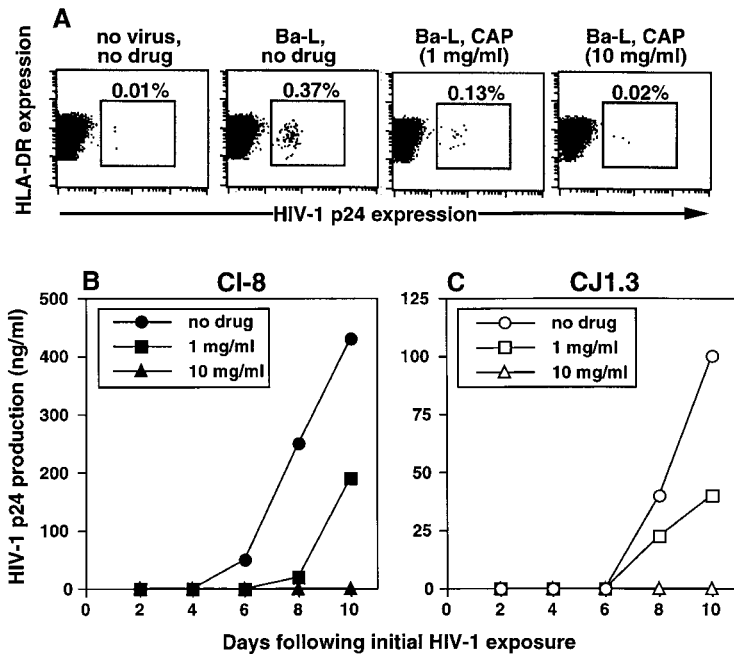 A
no virus,
no drug
Ba-L,
no drug
Ba-L, CAP
(1 mg/ml)
Ba-L, CAP
(10 mg/ml)
HLA-DR expression
0.01%
0.37%
0.13%
0.02%
HIV-1 p24 expression
B
CI-8
C
CJ1.3
HIV-1 p24 production (ng/ml)
500
400
300
200
100
0
no drug
1 mg/ml
10 mg/ml
0 2 4 6 8 10
125
100
75
50
25
0
no drug
1 mg/ml
10 mg/ml
0 2 4 6 8 10
Days following initial HIV-1 exposure